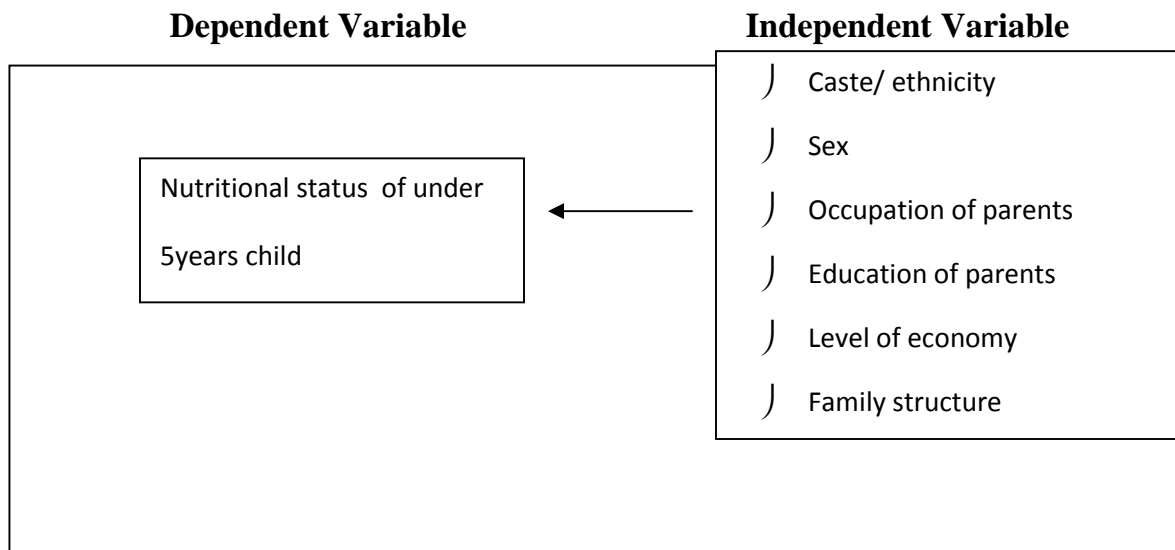 Dependent Variable
Independent Variable
Nutritional status of under
5years child
⌡ Caste/ ethnicity
⌡ Sex
⌡ Occupation of parents
⌡ Education of parents
⌡ Level of economy
⌡ Family structure